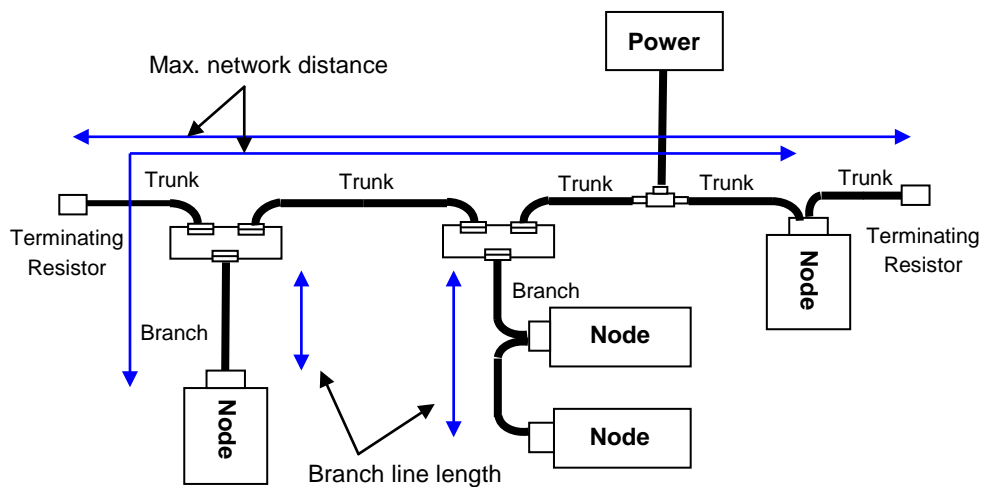 Power
Max. network distance
Trunk
Trunk
Trunk
Trunk
Trunk
Terminating
Resistor
Terminating
Resistor
Node
Branch
Branch
Node
Node
Node
Branch line length